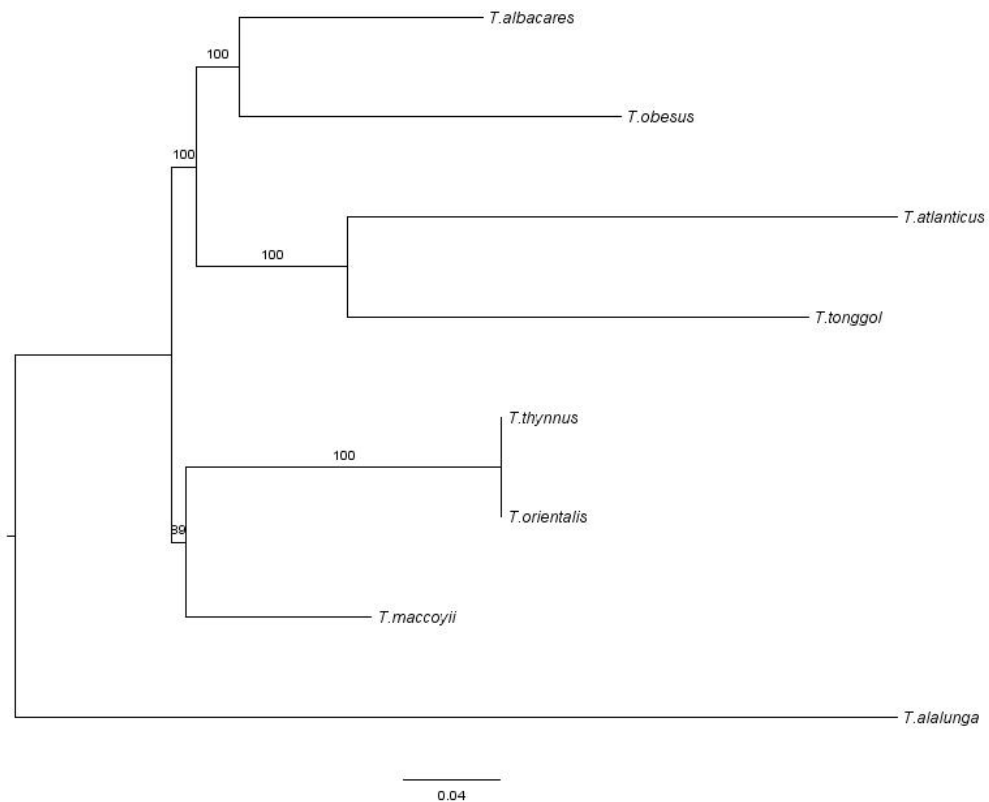 T.albacares
100
T.obesus
100
T.atlanticus
100
T.tonggol
T.thynnus
100
T.orientalis
89
T.maccoyii
T.alalunga
0.04